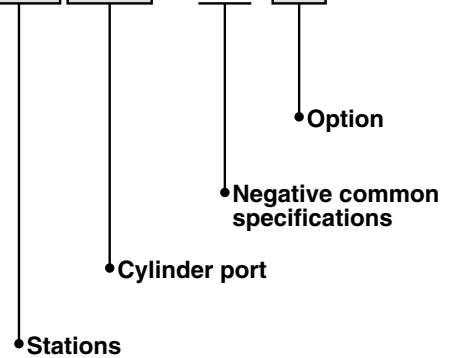 Option
Negative common
specifications
Cylinder port
Stations